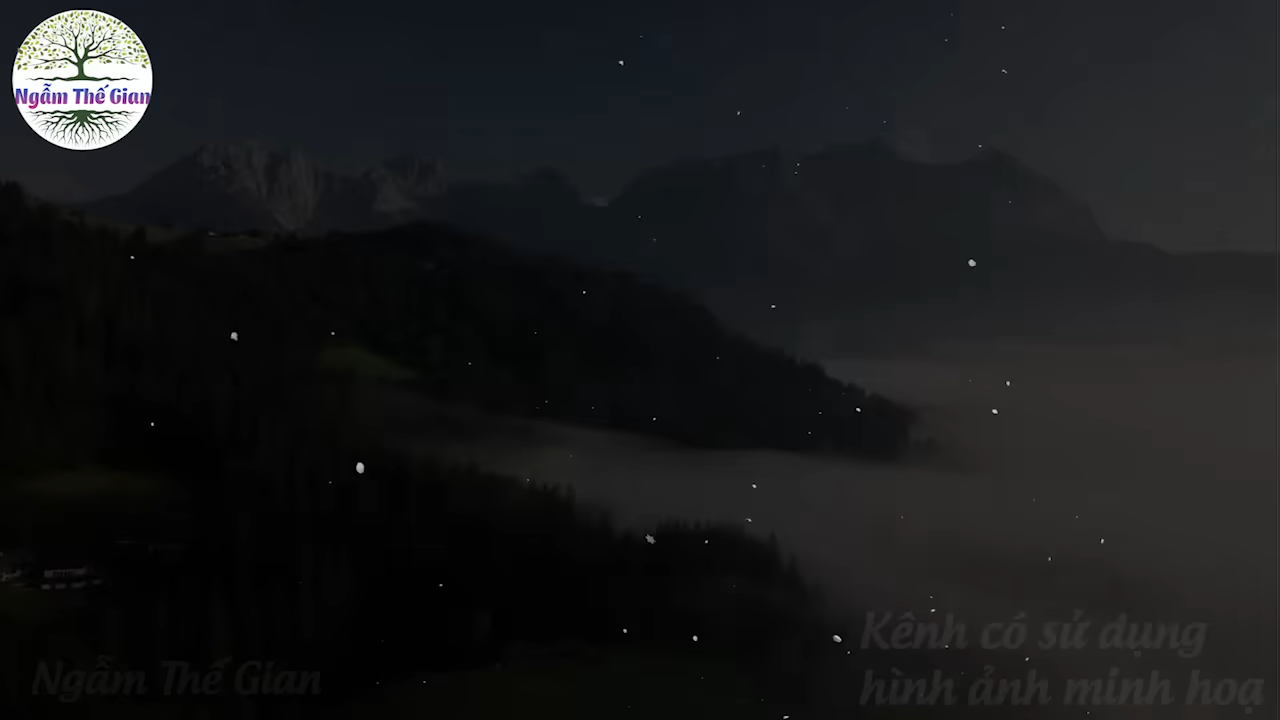 Ngẫm Thế Gian
Kênh có sử dụng
hình ảnh minh hoạ
Ngẫm Thế Gian